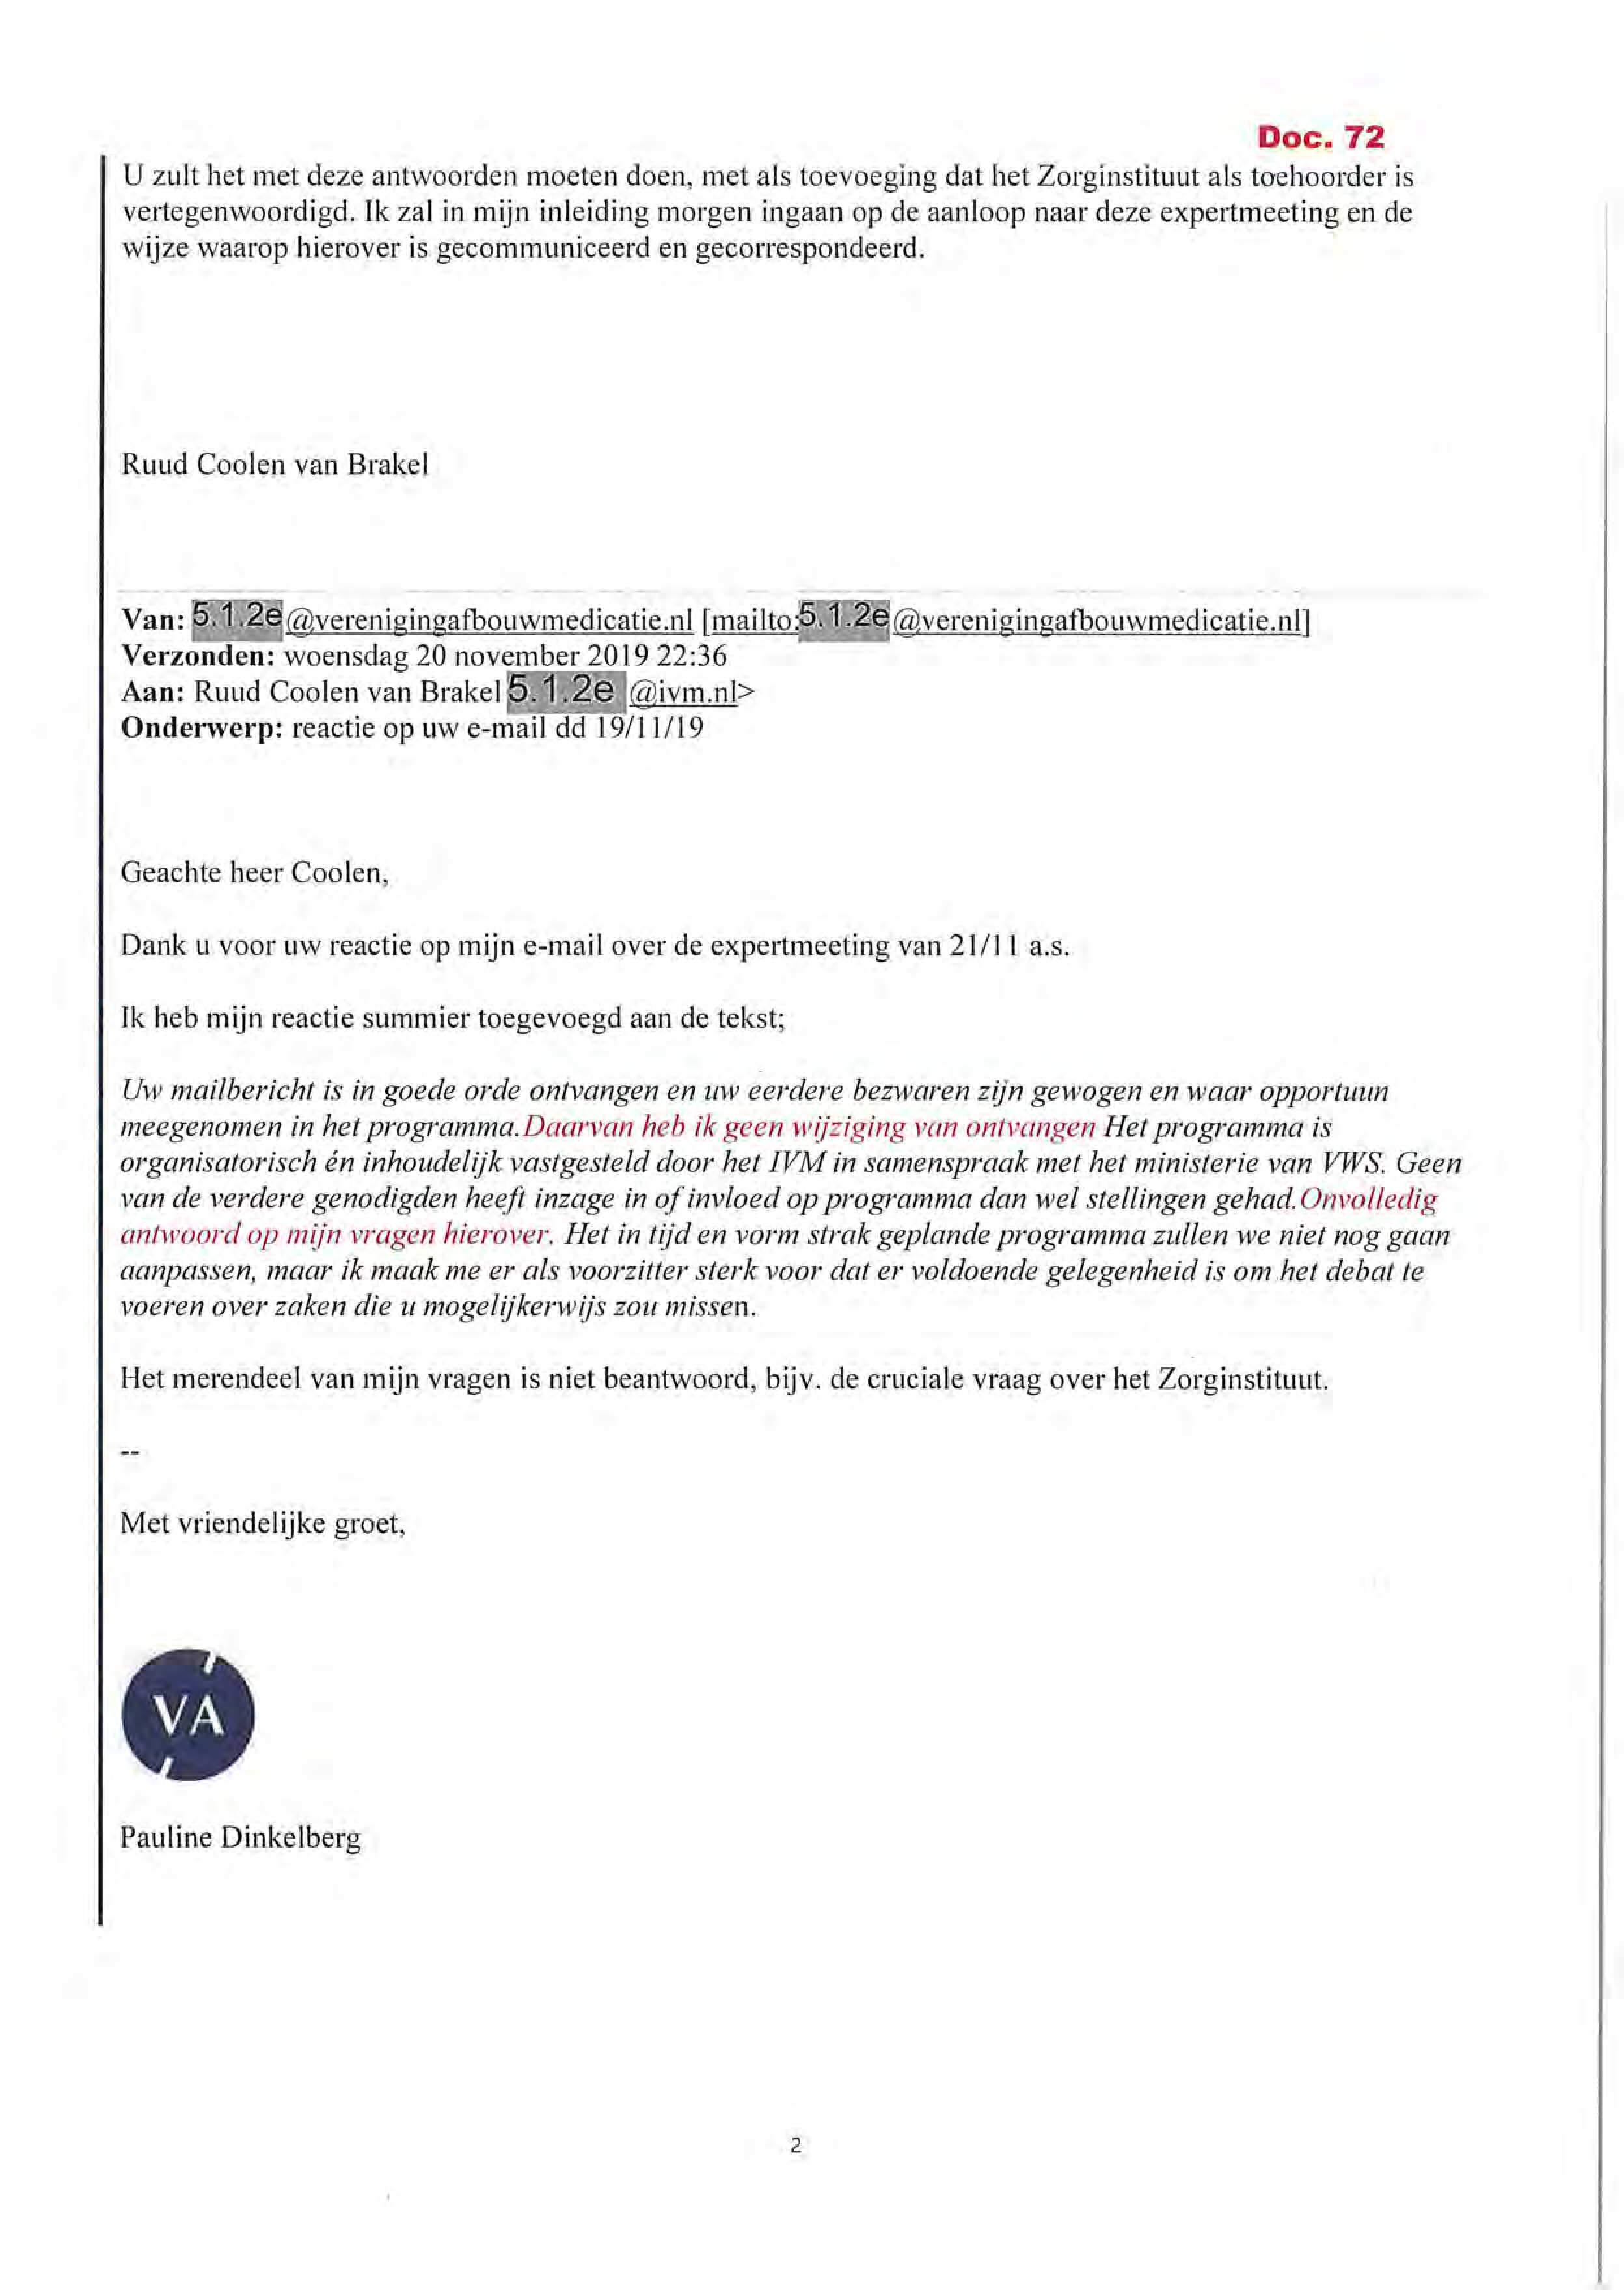 Doc. 72
U zult het met deze antwoorden moeten doen, met als toevoeging dat het Zorginstituut als toehoorder is
vertegenwoordigd. Ik zal in mijn inleiding morgen ingaan op de aanloop naar deze expertmeeting en de
wijze waarop hierover is gecommuniceerd en gecorrespondeerd.
Ruud Coolen van Brakel
Van: 5.1.2e@verenigingafbouwmedicatie.nl [mailto:5.1.2e@verenigingafbouwmedicatie.nl]
Verzonden: woensdag 20 november 2019 22:36
Aan: Ruud Coolen van Brakel 5.1.2e @ivm.nl>
Onderwerp: reactie op uw e-mail dd 19/11/19
Geachte heer Coolen,
Dank u voor uw reactie op mijn e-mail over de expertmeeting van 21/11 a.s.
Ik heb mijn reactie summier toegevoegd aan de tekst;
Uw mailbericht is in goede orde ontvangen en uw eerdere bezwaren zijn gewogen en waar opportuun
meegenomen in het programma.Daarvan heb ik geen wijziging van ontvangen Het programma is
organisatorisch én inhoudelijk vastgesteld door het IVM in samenspraak met het ministerie van VWS. Geen
van de verdere genodigden heeft inzage in of invloed op programma dan wel stellingen gehad.Onvolledig
antwoord op mijn vragen hierover. Het in tijd en vorm strak geplande programma zullen we niet nog gaan
aanpassen, maar ik maak me er als voorzitter sterk voor dat er voldoende gelegenheid is om het debat te
voeren over zaken die u mogelijkerwijs zou missen.
Het merendeel van mijn vragen is niet beantwoord, bijv. de cruciale vraag over het Zorginstituut.
--
Met vriendelijke groet,
VA
Pauline Dinkelberg
2